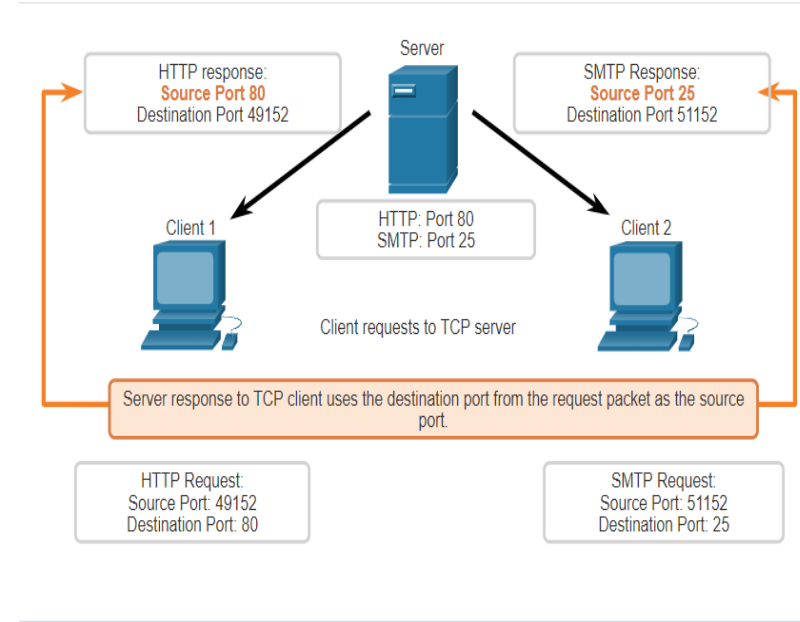 Server
HTTP response:
Source Port 80
Destination Port 49152
SMTP Response:
Source Port 25
Destination Port 51152
HTTP: Port 80
SMTP: Port 25
Client 1
Client 2
Client requests to TCP server
Server response to TCP client uses the destination port from the request packet as the source
port.
HTTP Request:
Source Port: 49152
Destination Port: 80
SMTP Request:
Source Port: 51152
Destination Port: 25